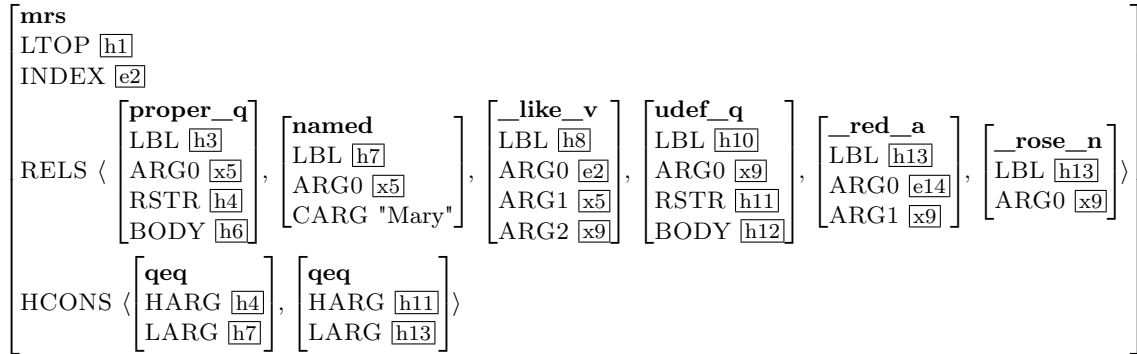 mrs
LTOP h1
INDEX e2
RELS ⟨ [proper_q LBL h3 ARG0 x5 RSTR h4 BODY h6], [named LBL h7 ARG0 x5 CARG "Mary"], [_like_v LBL h8 ARG0 e2 ARG1 x5 ARG2 x9], [udef_q LBL h10 ARG0 x9 RSTR h11 BODY h12], [_red_a LBL h13 ARG0 e14 ARG1 x9], [_rose_n LBL h13 ARG0 x9] ⟩
HCONS ⟨ [qeq HARG h4 LARG h7], [qeq HARG h11 LARG h13] ⟩